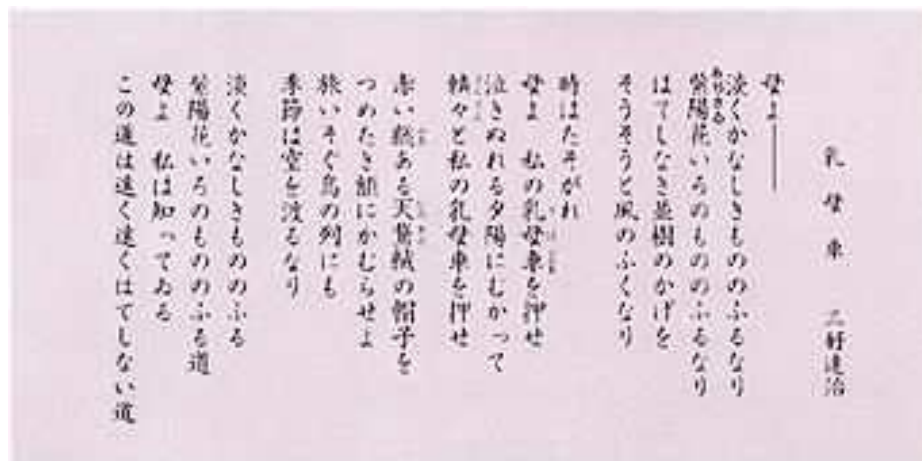 乳母車　三好達治
母よ――
淡くかなしきもののふるなり
紫陽花いろのもののふるなり
はてしなき並樹のかげを
そうそうと風のふくなり
時はたそがれ
母よ　私の乳母車を押せ
泣きぬれる夕陽にむかって
轔々と私の乳母車を押せ
赤い総ある天鵞絨の帽子を
つめたき額にかむらせよ
旅いそぐ鳥の列にも
季節は空を渡るなり
淡くかなしきもののふる
紫陽花いろのもののふる道
母よ　私は知ってゐる
この道は遠く遠くはてしない道